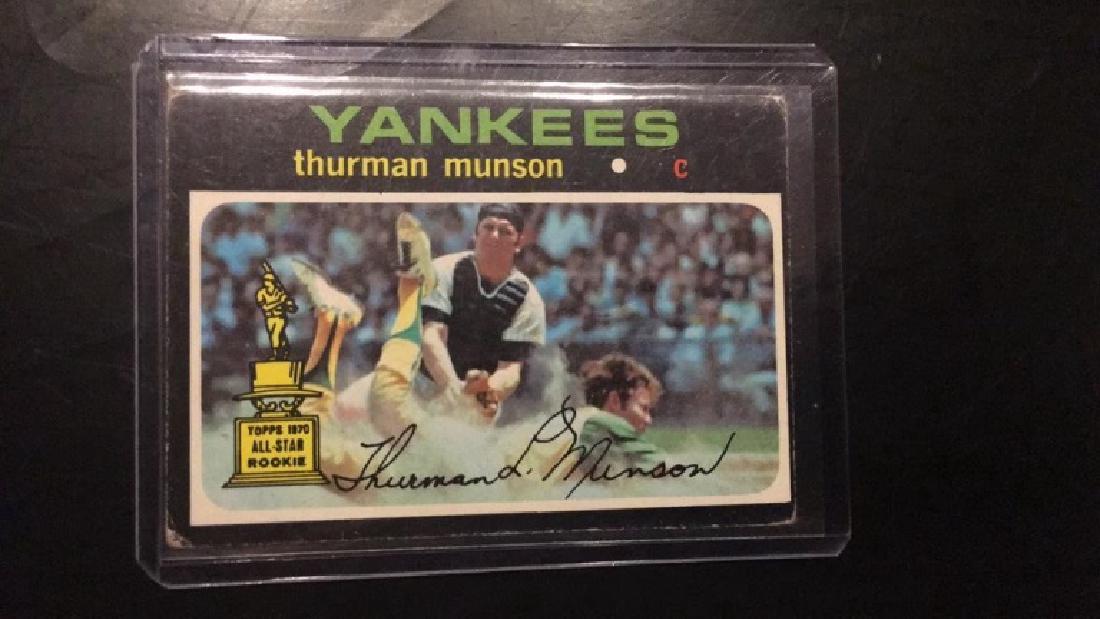 YANKEES
thurman munson • c
TOPPS 1970
ALL-STAR
ROOKIE
Thurman L. Munson